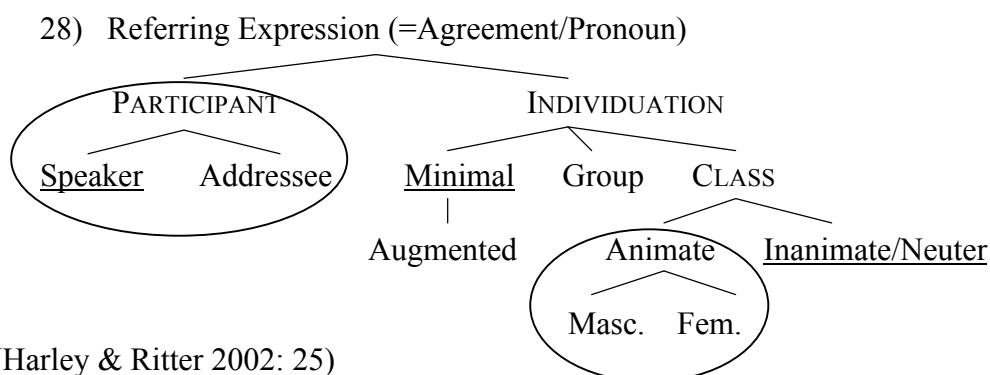 28) Referring Expression (=Agreement/Pronoun)
PARTICIPANT INDIVIDUATION
Speaker Addressee Minimal Group CLASS
Augmented Animate Inanimate/Neuter
Masc. Fem.
Harley & Ritter 2002: 25)